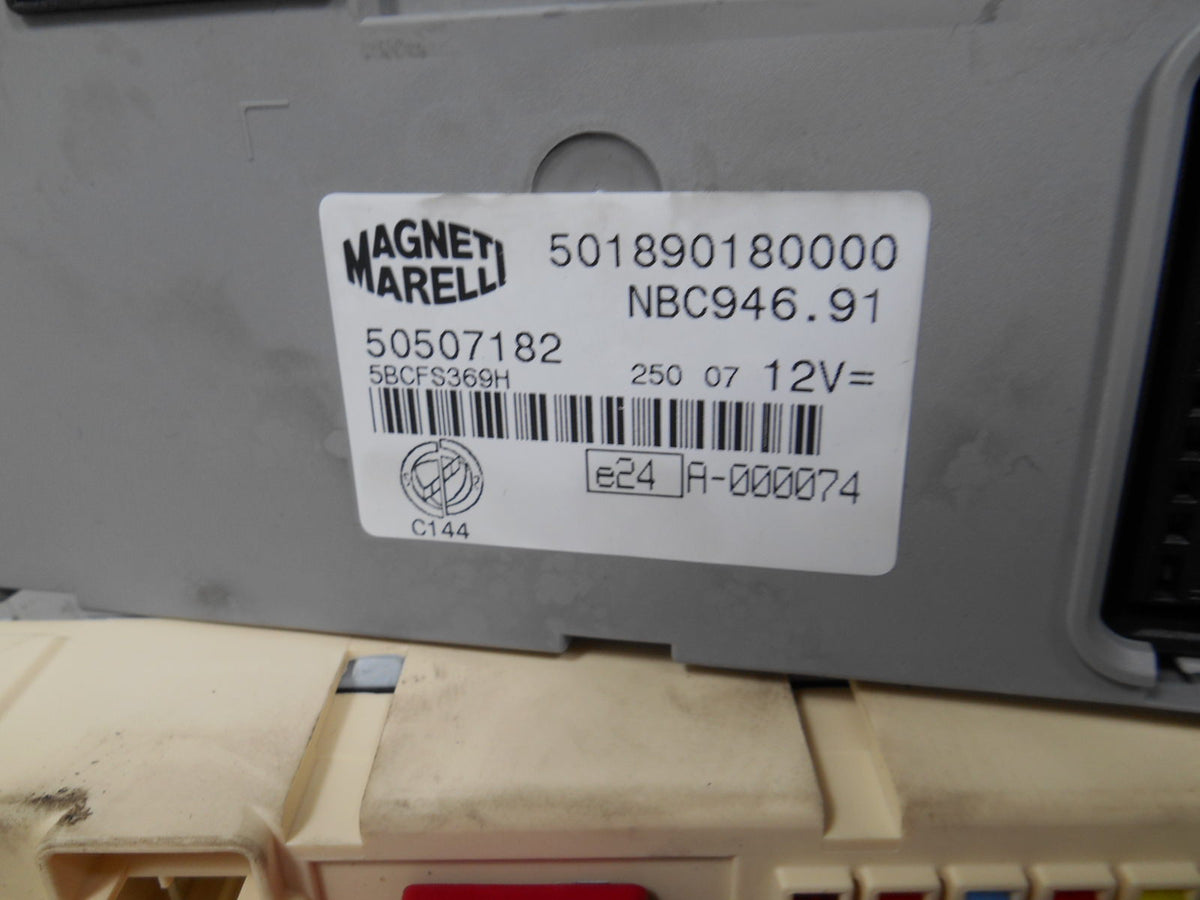 MAGNETI
MARELLI
501890180000
NBC946.91
50507182
5BCFS369H
250 07 12V=
e24 A-000074
C144